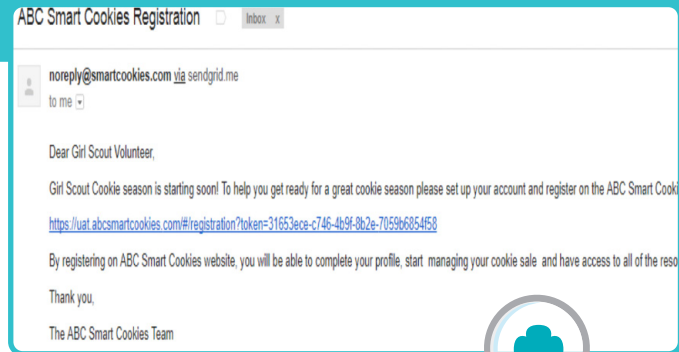 ABC Smart Cookies Registration
Inbox x
noreply@smartcookies.com via sendgrid.me
to me
Dear Girl Scout Volunteer,
Girl Scout Cookie season is starting soon! To help you get ready for a great cookie season please set up your account and register on the ABC Smart Cooki
https://uat.abcsmartcookies.com/#/registration?token=31653ece-c746-4b9f-8b2e-7059b6854f58
By registering on ABC Smart Cookies website, you will be able to complete your profile, start managing your cookie sale and have access to all of the reso
Thank you,
The ABC Smart Cookies Team